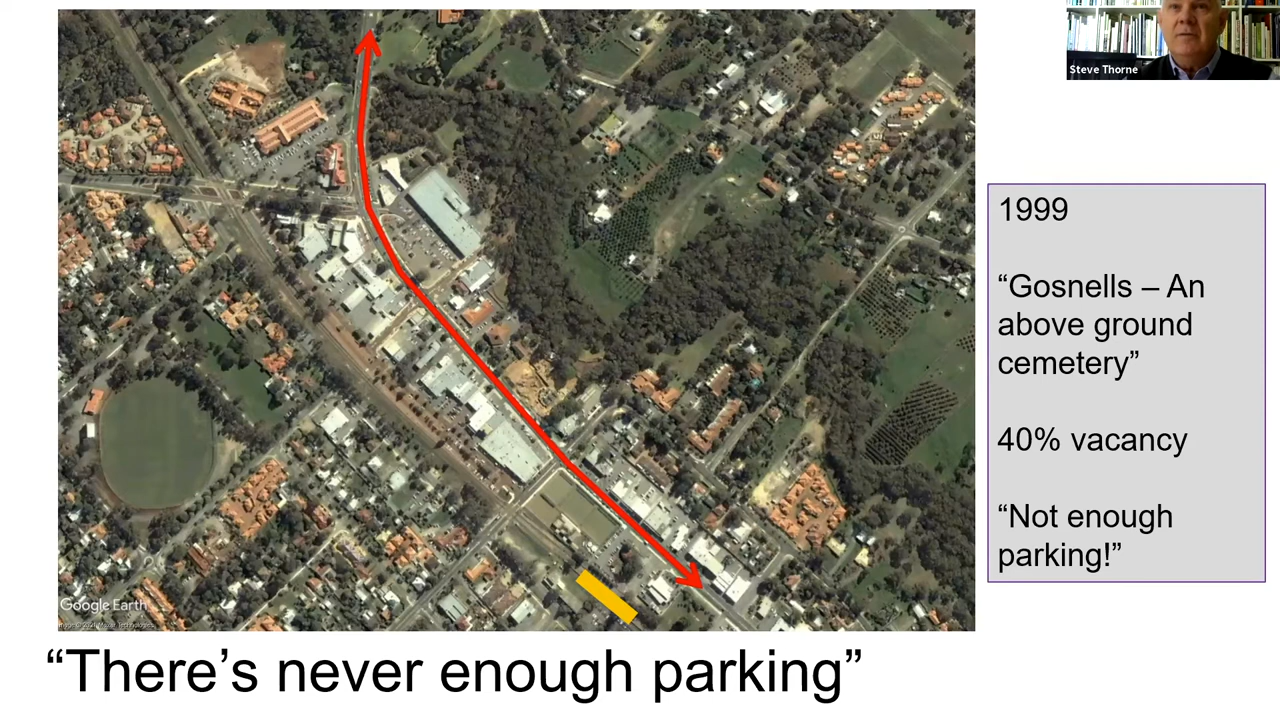 Steve Thorne
1999
“Gosnells – An
above ground
cemetery”
40% vacancy
“Not enough
parking!”
Google Earth
“There’s never enough parking”